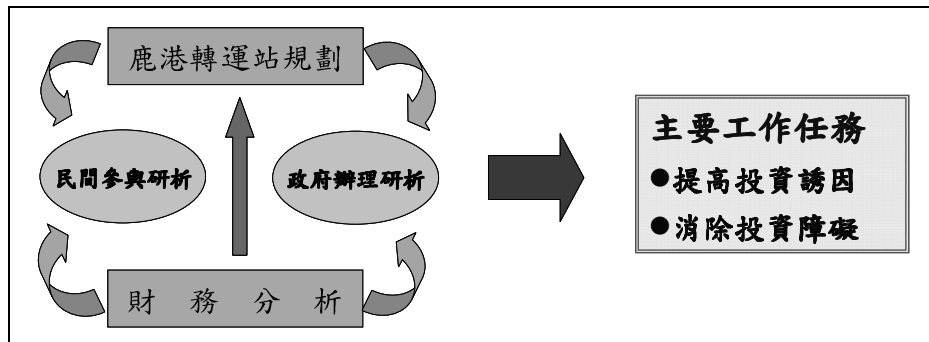 鹿港轉運站規劃
民間參與研析
政府辦理研析
財務分析
主要工作任務
●提高投資誘因
●消除投資障礙